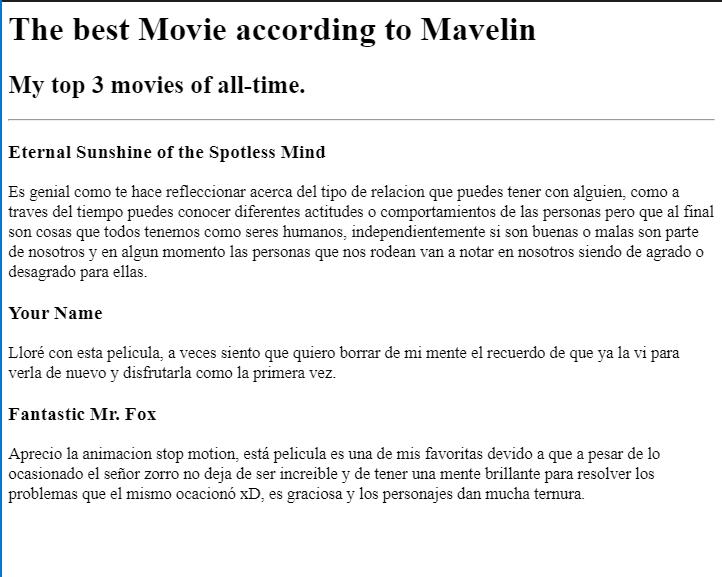 The best Movie according to Mavelin
My top 3 movies of all-time.
Eternal Sunshine of the Spotless Mind
Es genial como te hace refleccionar acerca del tipo de relacion que puedes tener con alguien, como a
traves del tiempo puedes conocer diferentes actitudes o comportamientos de las personas pero que al final
son cosas que todos tenemos como seres humanos, independientemente si son buenas o malas son parte
de nosotros y en algun momento las personas que nos rodean van a notar en nosotros siendo de agrado o
desagrado para ellas.
Your Name
Lloré con esta pelicula, a veces siento que quiero borrar de mi mente el recuerdo de que ya la vi para
verla de nuevo y disfrutarla como la primera vez.
Fantastic Mr. Fox
Aprecio la animacion stop motion, está pelicula es una de mis favoritas devido a que a pesar de lo
ocasionado el señor zorro no deja de ser increible y de tener una mente brillante para resolver los
problemas que el mismo ocacionó xD, es graciosa y los personajes dan mucha ternura.